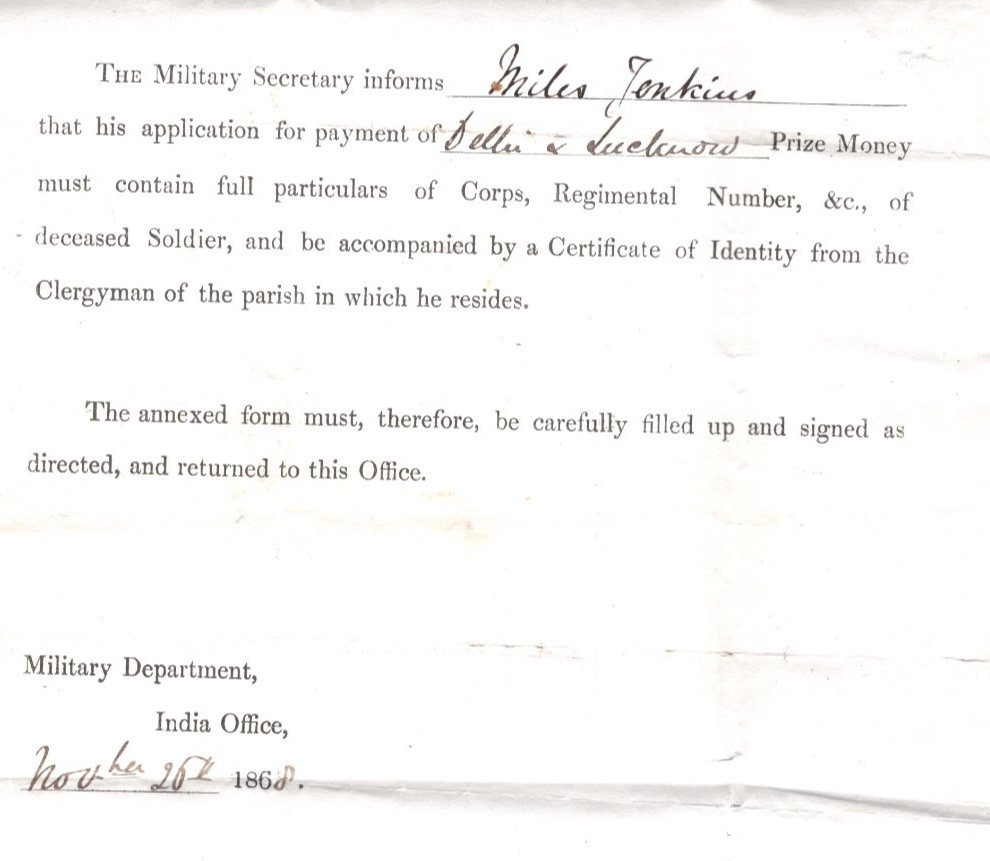 THE Military Secretary informs Miles Jenkins
that his application for payment of Delhi & Lucknow Prize Money
must contain full particulars of Corps, Regimental Number, &c., of
deceased Soldier, and be accompanied by a Certificate of Identity from the
Clergyman of the parish in which he resides.
The annexed form must, therefore, be carefully filled up and signed as
directed, and returned to this Office.
Military Department,
India Office,
Novber 26th 1868.